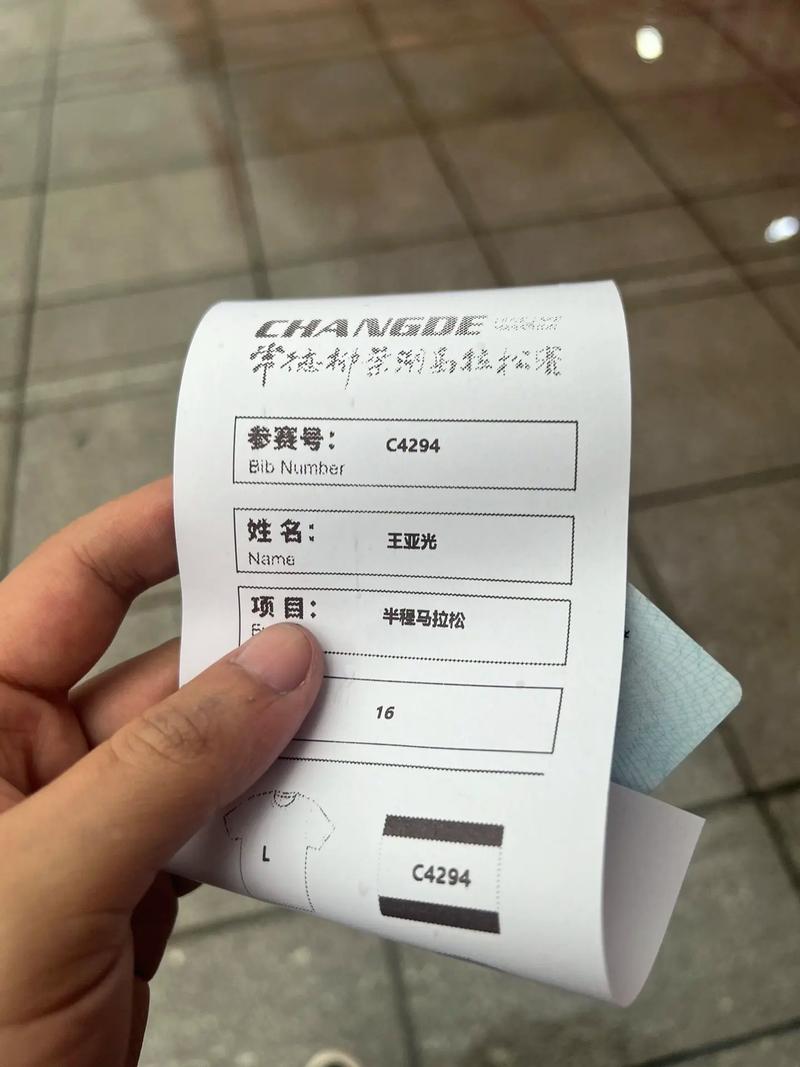 CHANGDE
常德柳叶湖马拉松赛
参赛号： C4294
Bib Number
姓 名： 王亚光
Name
项 目： 半程马拉松
16
L
C4294